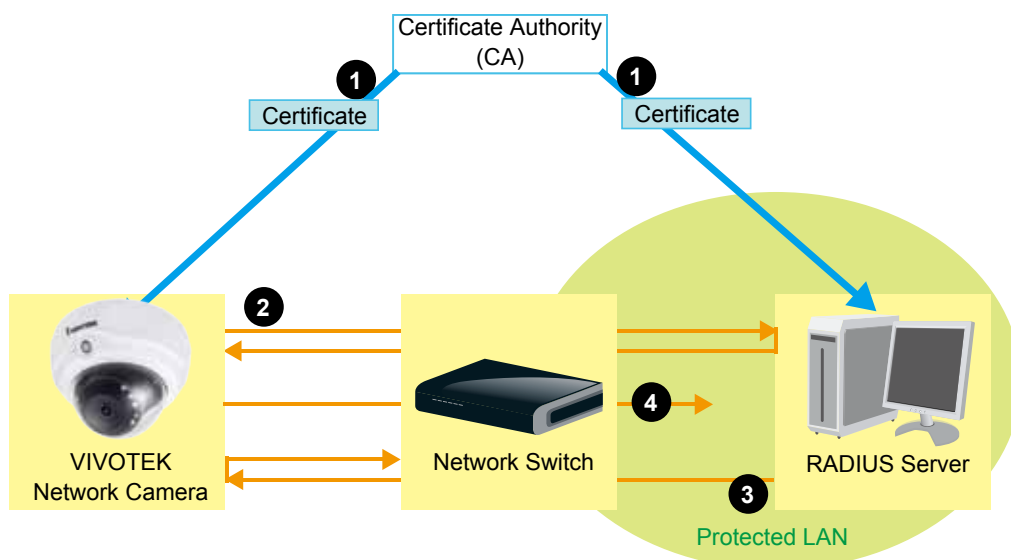 Certificate Authority
(CA)
1
1
Certificate
Certificate
2
4
VIVOTEK
Network Camera
Network Switch
RADIUS Server
3
Protected LAN